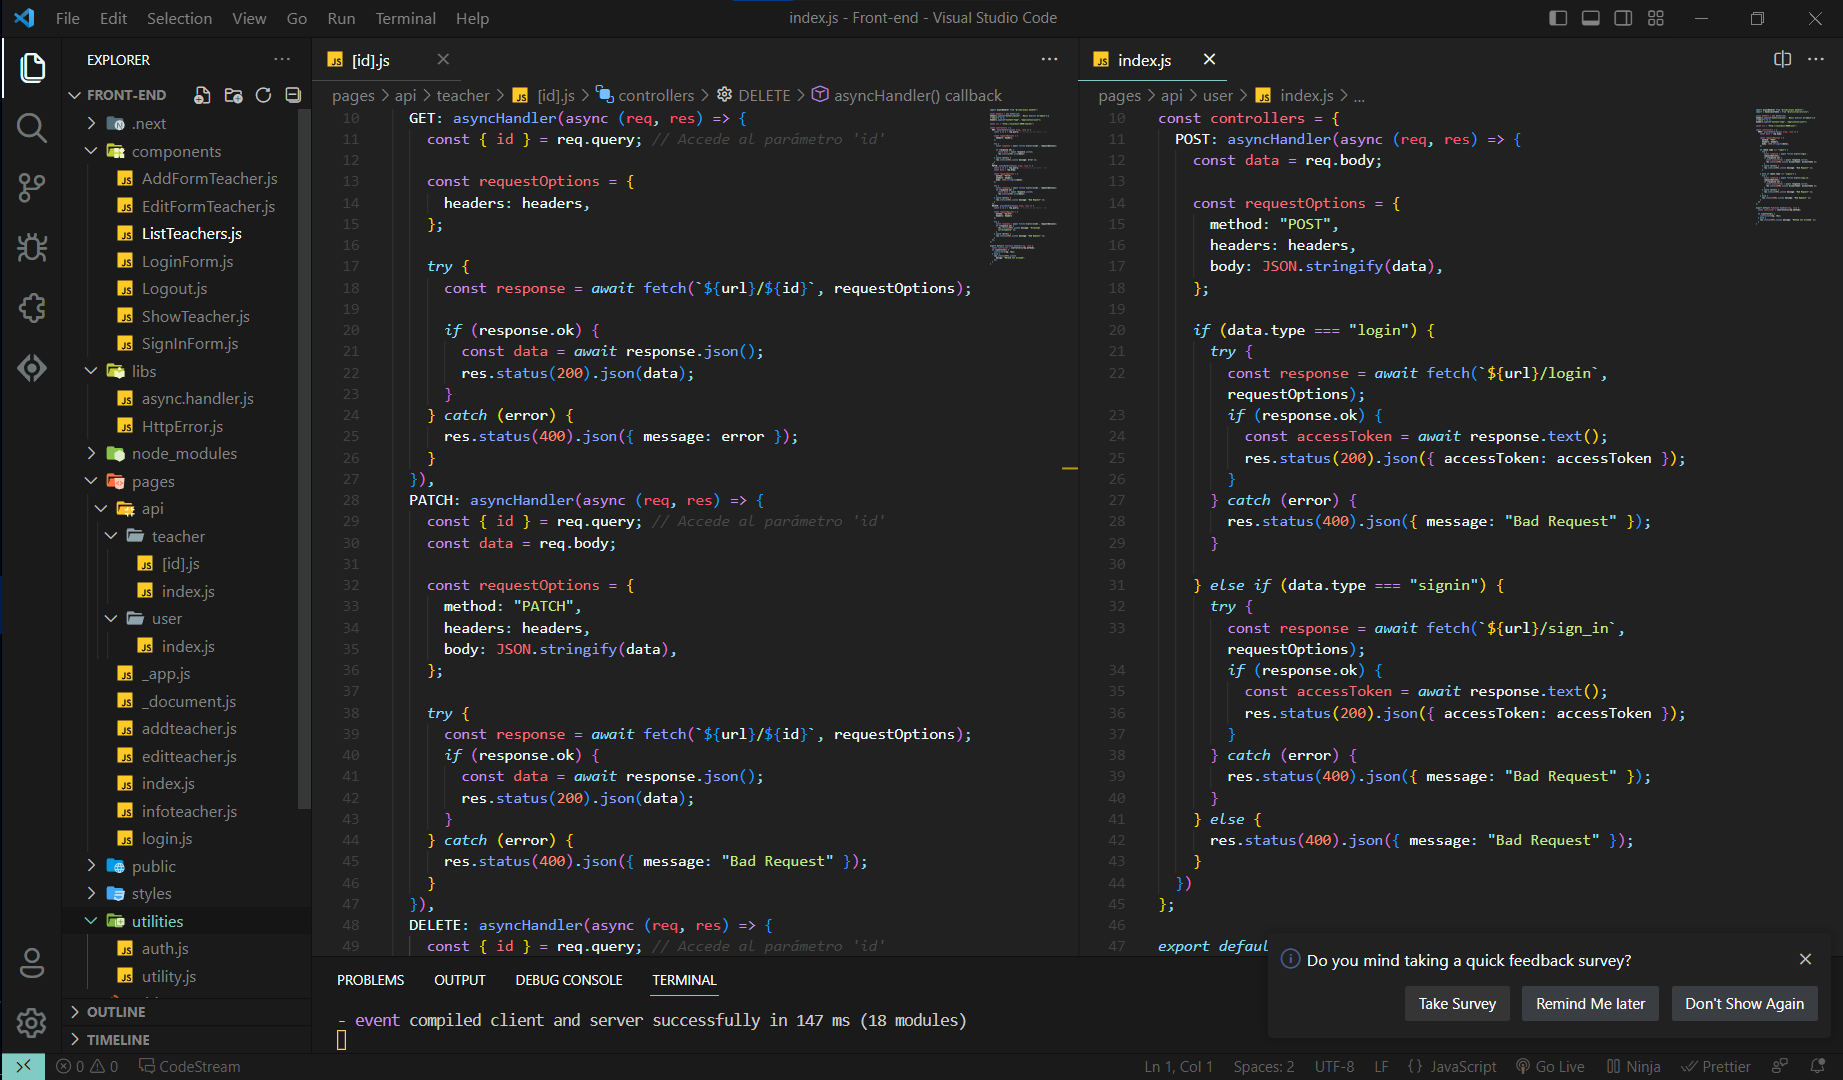 File Edit Selection View Go Run Terminal Help
index.js - Front-end - Visual Studio Code
EXPLORER
FRONT-END
.next
components
AddFormTeacher.js
EditFormTeacher.js
ListTeachers.js
LoginForm.js
Logout.js
ShowTeacher.js
SignInForm.js
libs
async.handler.js
HttpError.js
node_modules
pages
api
teacher
[id].js
index.js
user
index.js
_app.js
_document.js
addteacher.js
editteacher.js
index.js
infoteacher.js
login.js
public
styles
utilities
auth.js
utility.js
OUTLINE
TIMELINE
[id].js
pages > api > teacher > [id].js > controllers > DELETE > asyncHandler() callback
10 GET: asyncHandler(async (req, res) => {
11 const { id } = req.query; // Accede al parámetro 'id'
12
13 const requestOptions = {
14 headers: headers,
15 };
16
17 try {
18 const response = await fetch(`${url}/${id}`, requestOptions);
19
20 if (response.ok) {
21 const data = await response.json();
22 res.status(200).json(data);
23 }
24 } catch (error) {
25 res.status(400).json({ message: error });
26 }
27 }),
28 PATCH: asyncHandler(async (req, res) => {
29 const { id } = req.query; // Accede al parámetro 'id'
30 const data = req.body;
31
32 const requestOptions = {
33 method: "PATCH",
34 headers: headers,
35 body: JSON.stringify(data),
36 };
37
38 try {
39 const response = await fetch(`${url}/${id}`, requestOptions);
40 if (response.ok) {
41 const data = await response.json();
42 res.status(200).json(data);
43 }
44 } catch (error) {
45 res.status(400).json({ message: "Bad Request" });
46 }
47 }),
48 DELETE: asyncHandler(async (req, res) => {
49 const { id } = req.query; // Accede al parámetro 'id'
index.js
pages > api > user > index.js > ...
10 const controllers = {
11 POST: asyncHandler(async (req, res) => {
12 const data = req.body;
13
14 const requestOptions = {
15 method: "POST",
16 headers: headers,
17 body: JSON.stringify(data),
18 };
19
20 if (data.type === "login") {
21 try {
22 const response = await fetch(`${url}/login`,
requestOptions);
23 if (response.ok) {
24 const accessToken = await response.text();
25 res.status(200).json({ accessToken: accessToken });
26 }
27 } catch (error) {
28 res.status(400).json({ message: "Bad Request" });
29 }
30
31 } else if (data.type === "signin") {
32 try {
33 const response = await fetch(`${url}/sign_in`,
requestOptions);
34 if (response.ok) {
35 const accessToken = await response.text();
36 res.status(200).json({ accessToken: accessToken });
37 }
38 } catch (error) {
39 res.status(400).json({ message: "Bad Request" });
40 }
41 } else {
42 res.status(400).json({ message: "Bad Request" });
43 }
44 })
45 };
46
47 export defaul
PROBLEMS OUTPUT DEBUG CONSOLE TERMINAL
- event compiled client and server successfully in 147 ms (18 modules)
Do you mind taking a quick feedback survey?
Take Survey Remind Me later Don't Show Again
0 0 CodeStream Ln 1, Col 1 Spaces: 2 UTF-8 LF {} JavaScript Go Live Ninja Prettier